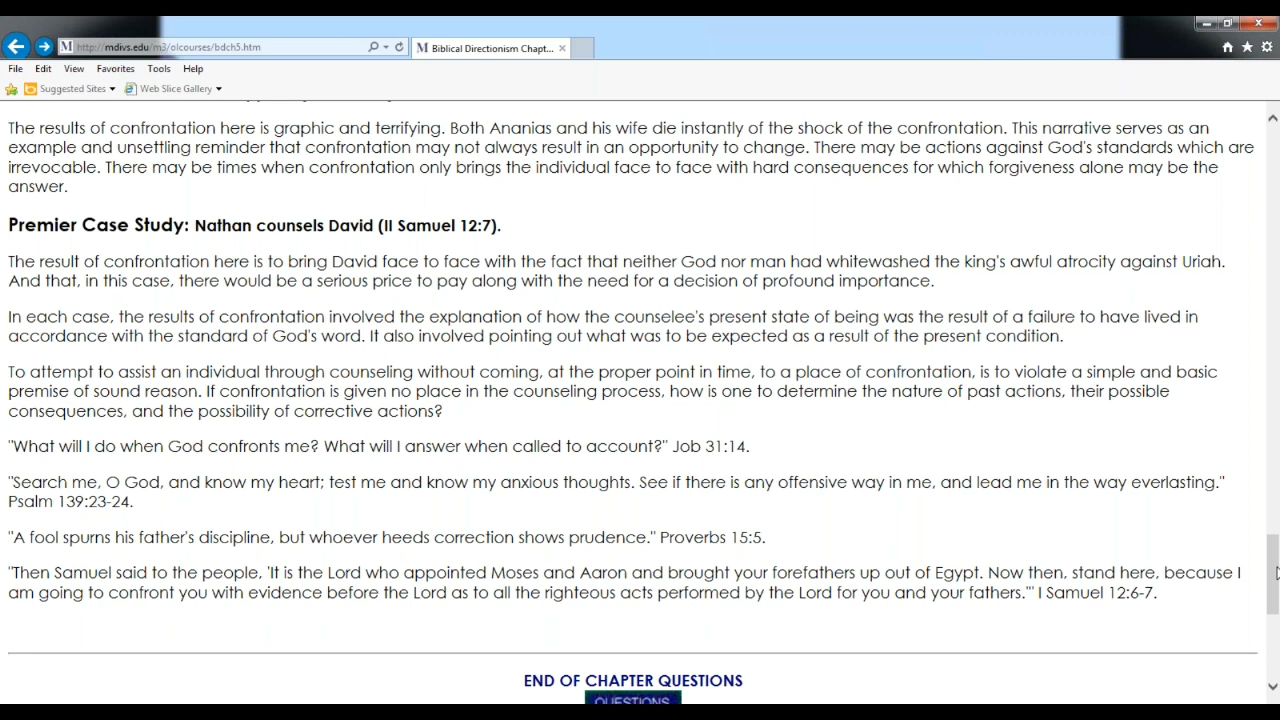 http://mdivs.edu/m3/olcourses/bdch5.htm
M Biblical Directionism Chapt...
File Edit View Favorites Tools Help
Suggested Sites Web Slice Gallery
The results of confrontation here is graphic and terrifying. Both Ananias and his wife die instantly of the shock of the confrontation. This narrative serves as an
example and unsettling reminder that confrontation may not always result in an opportunity to change. There may be actions against God's standards which are
irrevocable. There may be times when confrontation only brings the individual face to face with hard consequences for which forgiveness alone may be the
answer.
Premier Case Study: Nathan counsels David (II Samuel 12:7).
The result of confrontation here is to bring David face to face with the fact that neither God nor man had whitewashed the king's awful atrocity against Uriah.
And that, in this case, there would be a serious price to pay along with the need for a decision of profound importance.
In each case, the results of confrontation involved the explanation of how the counselee's present state of being was the result of a failure to have lived in
accordance with the standard of God's word. It also involved pointing out what was to be expected as a result of the present condition.
To attempt to assist an individual through counseling without coming, at the proper point in time, to a place of confrontation, is to violate a simple and basic
premise of sound reason. If confrontation is given no place in the counseling process, how is one to determine the nature of past actions, their possible
consequences, and the possibility of corrective actions?
"What will I do when God confronts me? What will I answer when called to account?" Job 31:14.
"Search me, O God, and know my heart; test me and know my anxious thoughts. See if there is any offensive way in me, and lead me in the way everlasting."
Psalm 139:23-24.
"A fool spurns his father's discipline, but whoever heeds correction shows prudence." Proverbs 15:5.
"Then Samuel said to the people, 'It is the Lord who appointed Moses and Aaron and brought your forefathers up out of Egypt. Now then, stand here, because I
am going to confront you with evidence before the Lord as to all the righteous acts performed by the Lord for you and your fathers.'" I Samuel 12:6-7.
END OF CHAPTER QUESTIONS
QUESTIONS